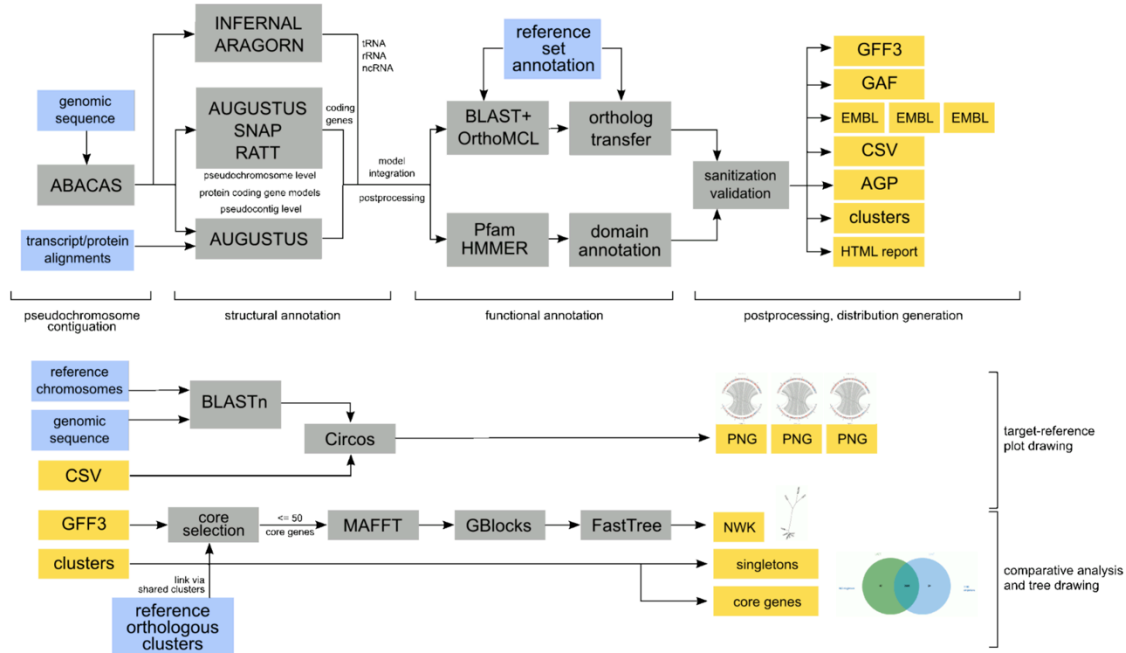 INFERNAL
ARAGORN
tRNA
rRNA
ncRNA
reference
set
annotation
GFF3
GAF
EMBL EMBL EMBL
CSV
AGP
clusters
HTML report
genomic
sequence
ABACAS
transcript/protein
alignments
AUGUSTUS
SNAP
RATT
coding
genes
pseudochromosome level
protein coding gene models
pseudocontig level
AUGUSTUS
model
integration
postprocessing
BLAST+
OrthoMCL
ortholog
transfer
Pfam
HMMER
domain
annotation
sanitization
validation
pseudochromosome
contiguation
structural annotation
functional annotation
postprocessing, distribution generation
reference
chromosomes
genomic
sequence
CSV
BLASTn
Circos
PNG PNG PNG
target-reference
plot drawing
GFF3
core
selection
<= 50
core genes
MAFFT
GBlocks
FastTree
NWK
clusters
link via
shared clusters
singletons
core genes
reference
orthologous
clusters
comparative analysis
and tree drawing